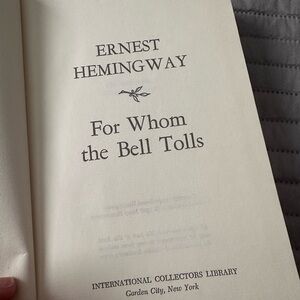 ERNEST
HEMINGWAY
For Whom
the Bell Tolls
INTERNATIONAL COLLECTORS LIBRARY
Garden City, New York